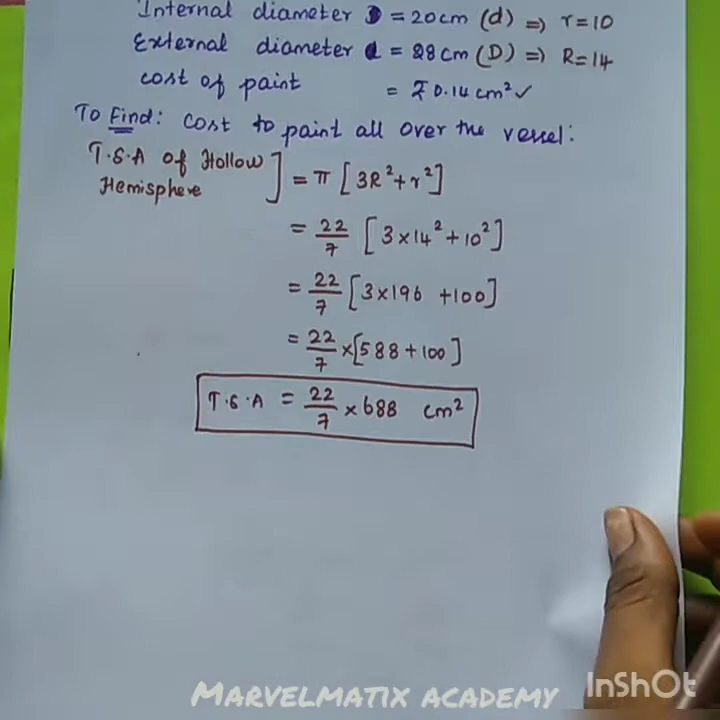 Internal diameter D = 20cm (d) ⇒ r=10
External diameter d = 28cm (D) ⇒ R=14
cost of paint = ₹0.14 cm² ✓
To Find: cost to paint all over the vessel:
T.S.A of Hollow Hemisphere ] = π [3R²+r²]
= 22/7 [3×14²+10²]
= 22/7 [3×196 +100]
= 22/7 ×[588+100]
T.S.A = 22/7 ×688 cm²
MARVELMATIX ACADEMY
InShOt